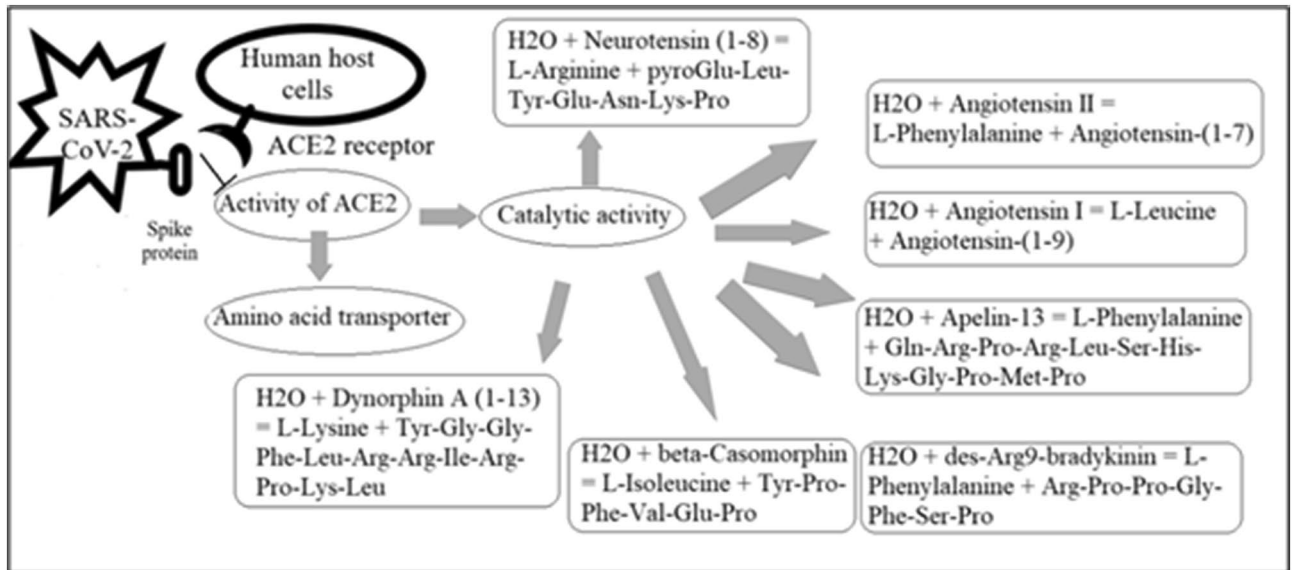 SARS-
CoV-2
Spike
protein
Human host
cells
ACE2 receptor
Activity of ACE2
Amino acid transporter
Catalytic activity
H2O + Neurotensin (1-8) =
L-Arginine + pyroGlu-Leu-
Tyr-Glu-Asn-Lys-Pro
H2O + Angiotensin II =
L-Phenylalanine + Angiotensin-(1-7)
H2O + Angiotensin I = L-Leucine
+ Angiotensin-(1-9)
H2O + Apelin-13 = L-Phenylalanine
+ Gln-Arg-Pro-Arg-Leu-Ser-His-
Lys-Gly-Pro-Met-Pro
H2O + Dynorphin A (1-13)
= L-Lysine + Tyr-Gly-Gly-
Phe-Leu-Arg-Arg-Ile-Arg-
Pro-Lys-Leu
H2O + beta-Casomorphin
= L-Isoleucine + Tyr-Pro-
Phe-Val-Glu-Pro
H2O + des-Arg9-bradykinin = L-
Phenylalanine + Arg-Pro-Pro-Gly-
Phe-Ser-Pro